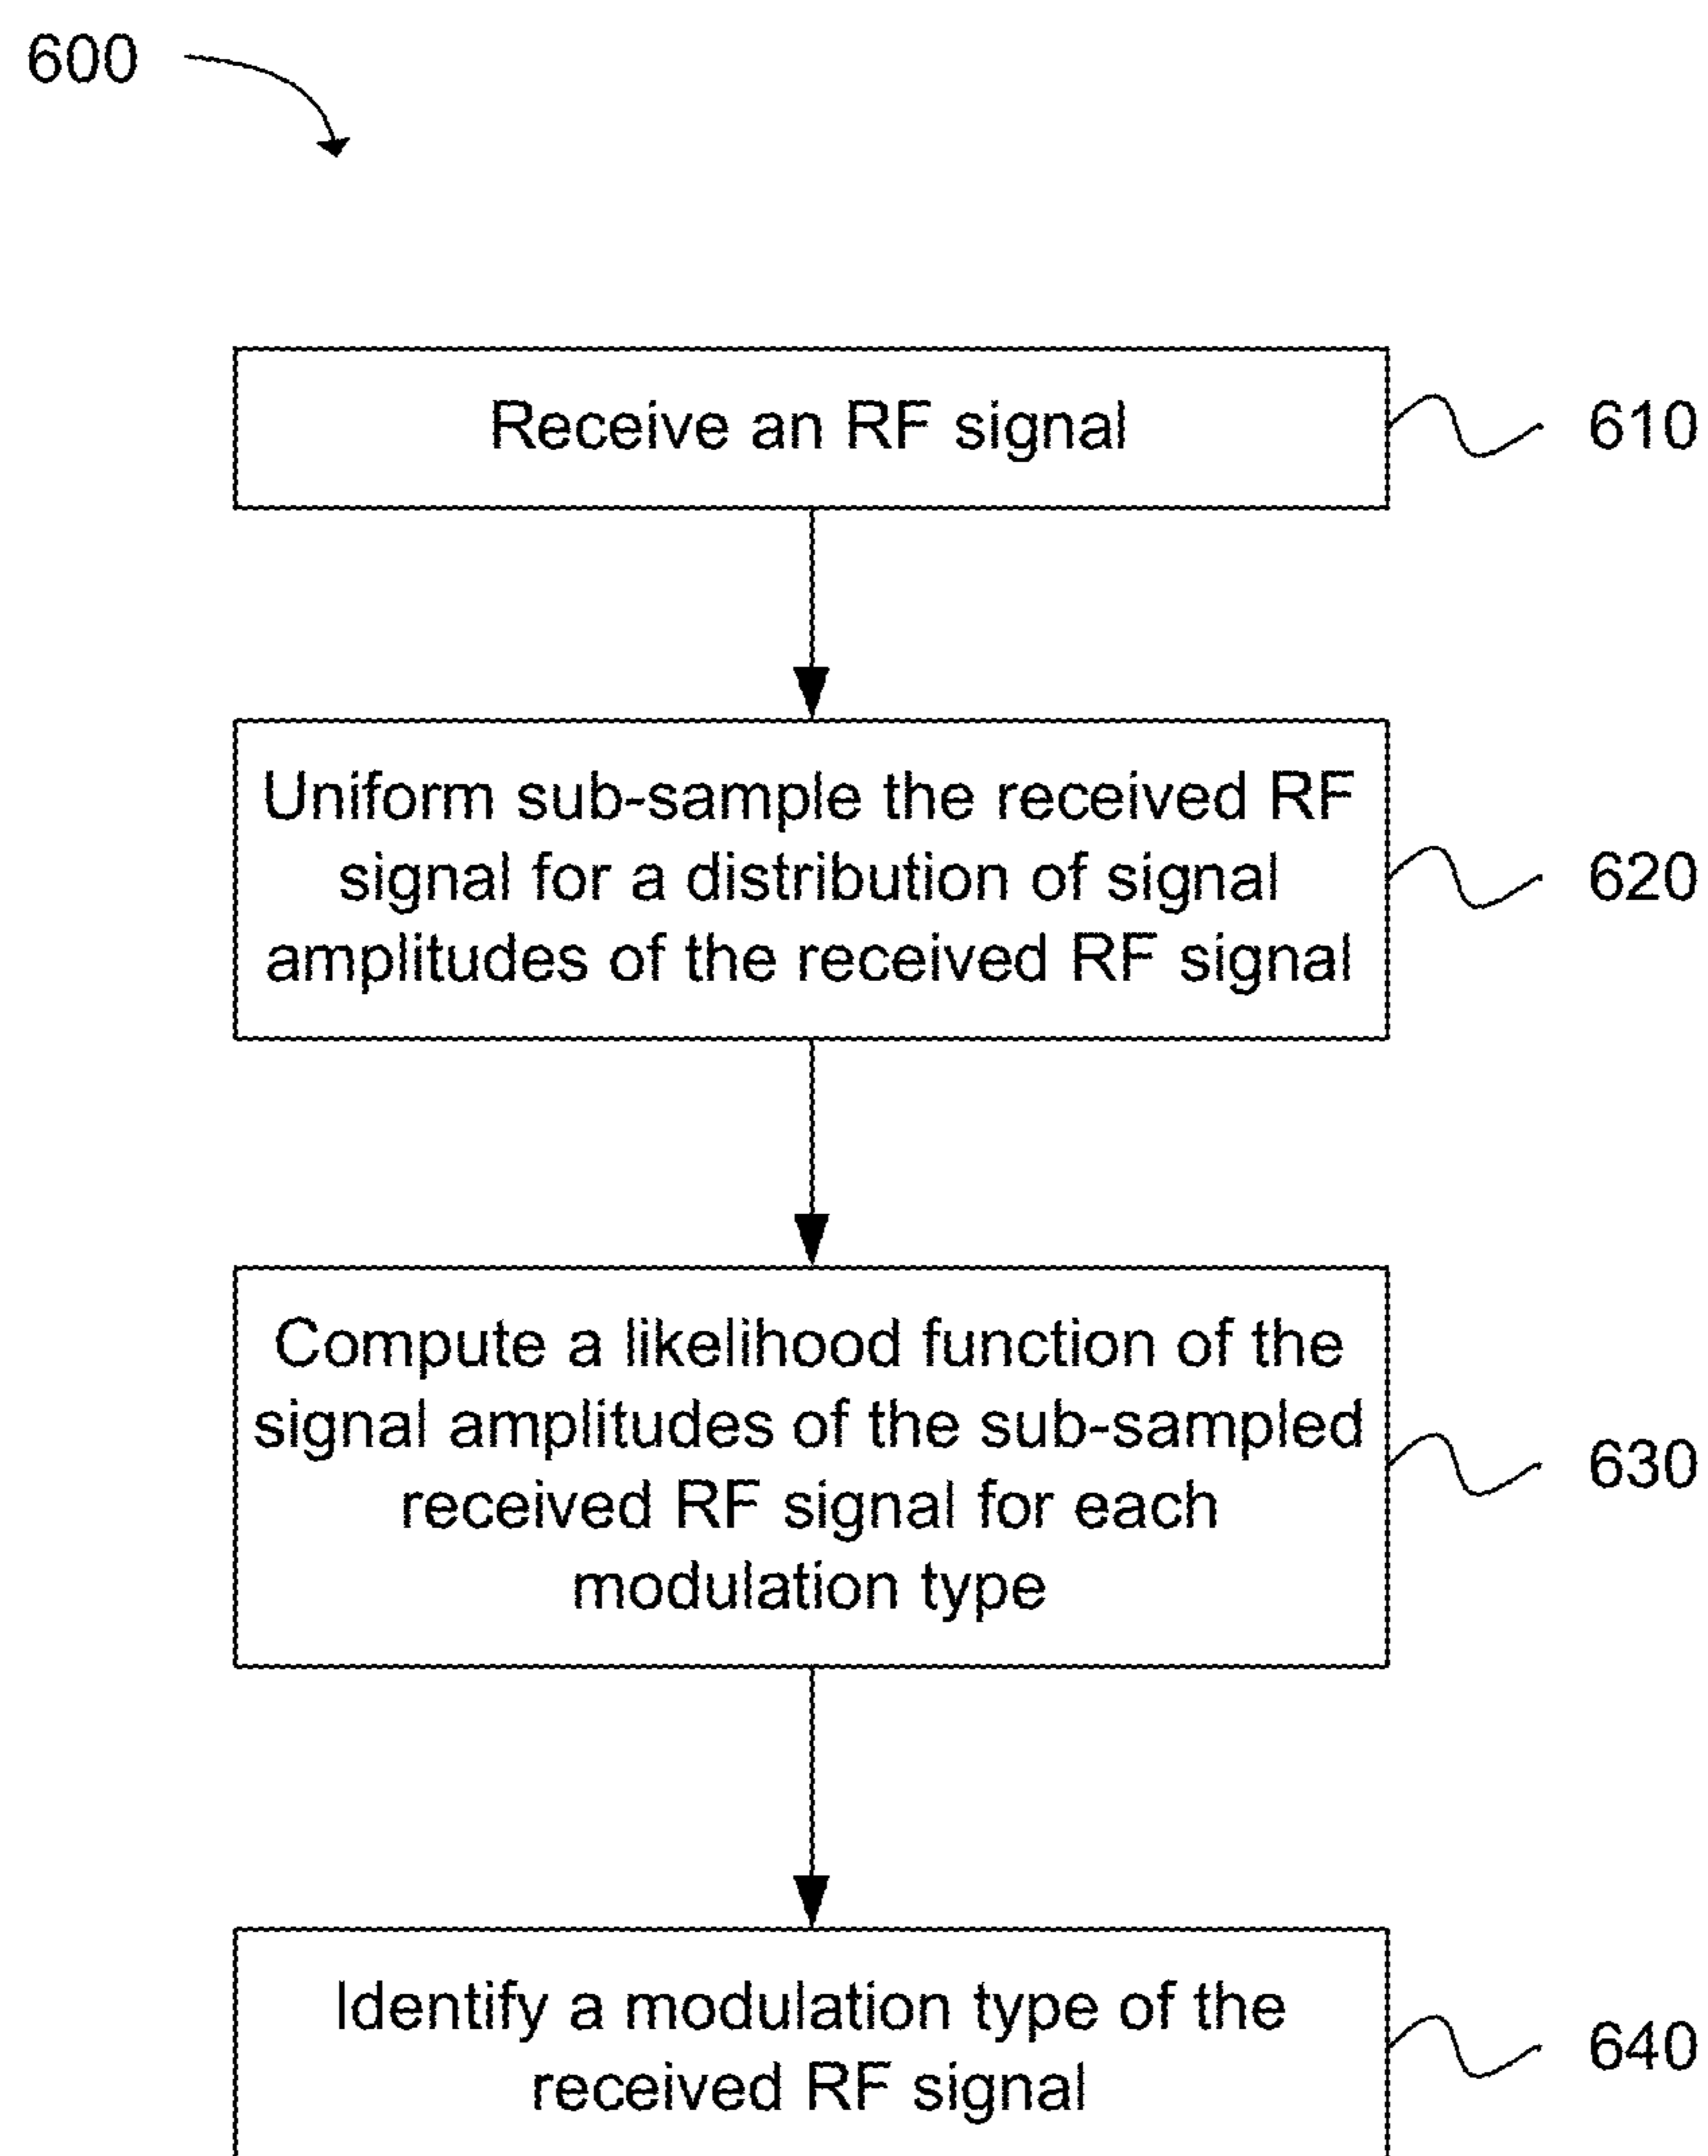 600
Receive an RF signal
610
Uniform sub-sample the received RF
signal for a distribution of signal
amplitudes of the received RF signal
620
Compute a likelihood function of the
signal amplitudes of the sub-sampled
received RF signal for each
modulation type
630
Identify a modulation type of the
received RF signal
640